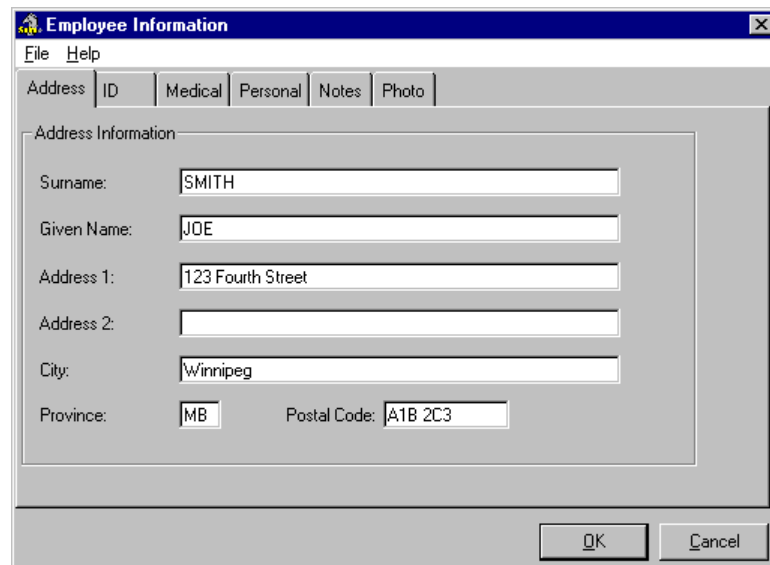 Employee Information
File Help
Address ID Medical Personal Notes Photo
Address Information
Surname: SMITH
Given Name: JOE
Address 1: 123 Fourth Street
Address 2:
City: Winnipeg
Province: MB Postal Code: A1B 2C3
OK Cancel